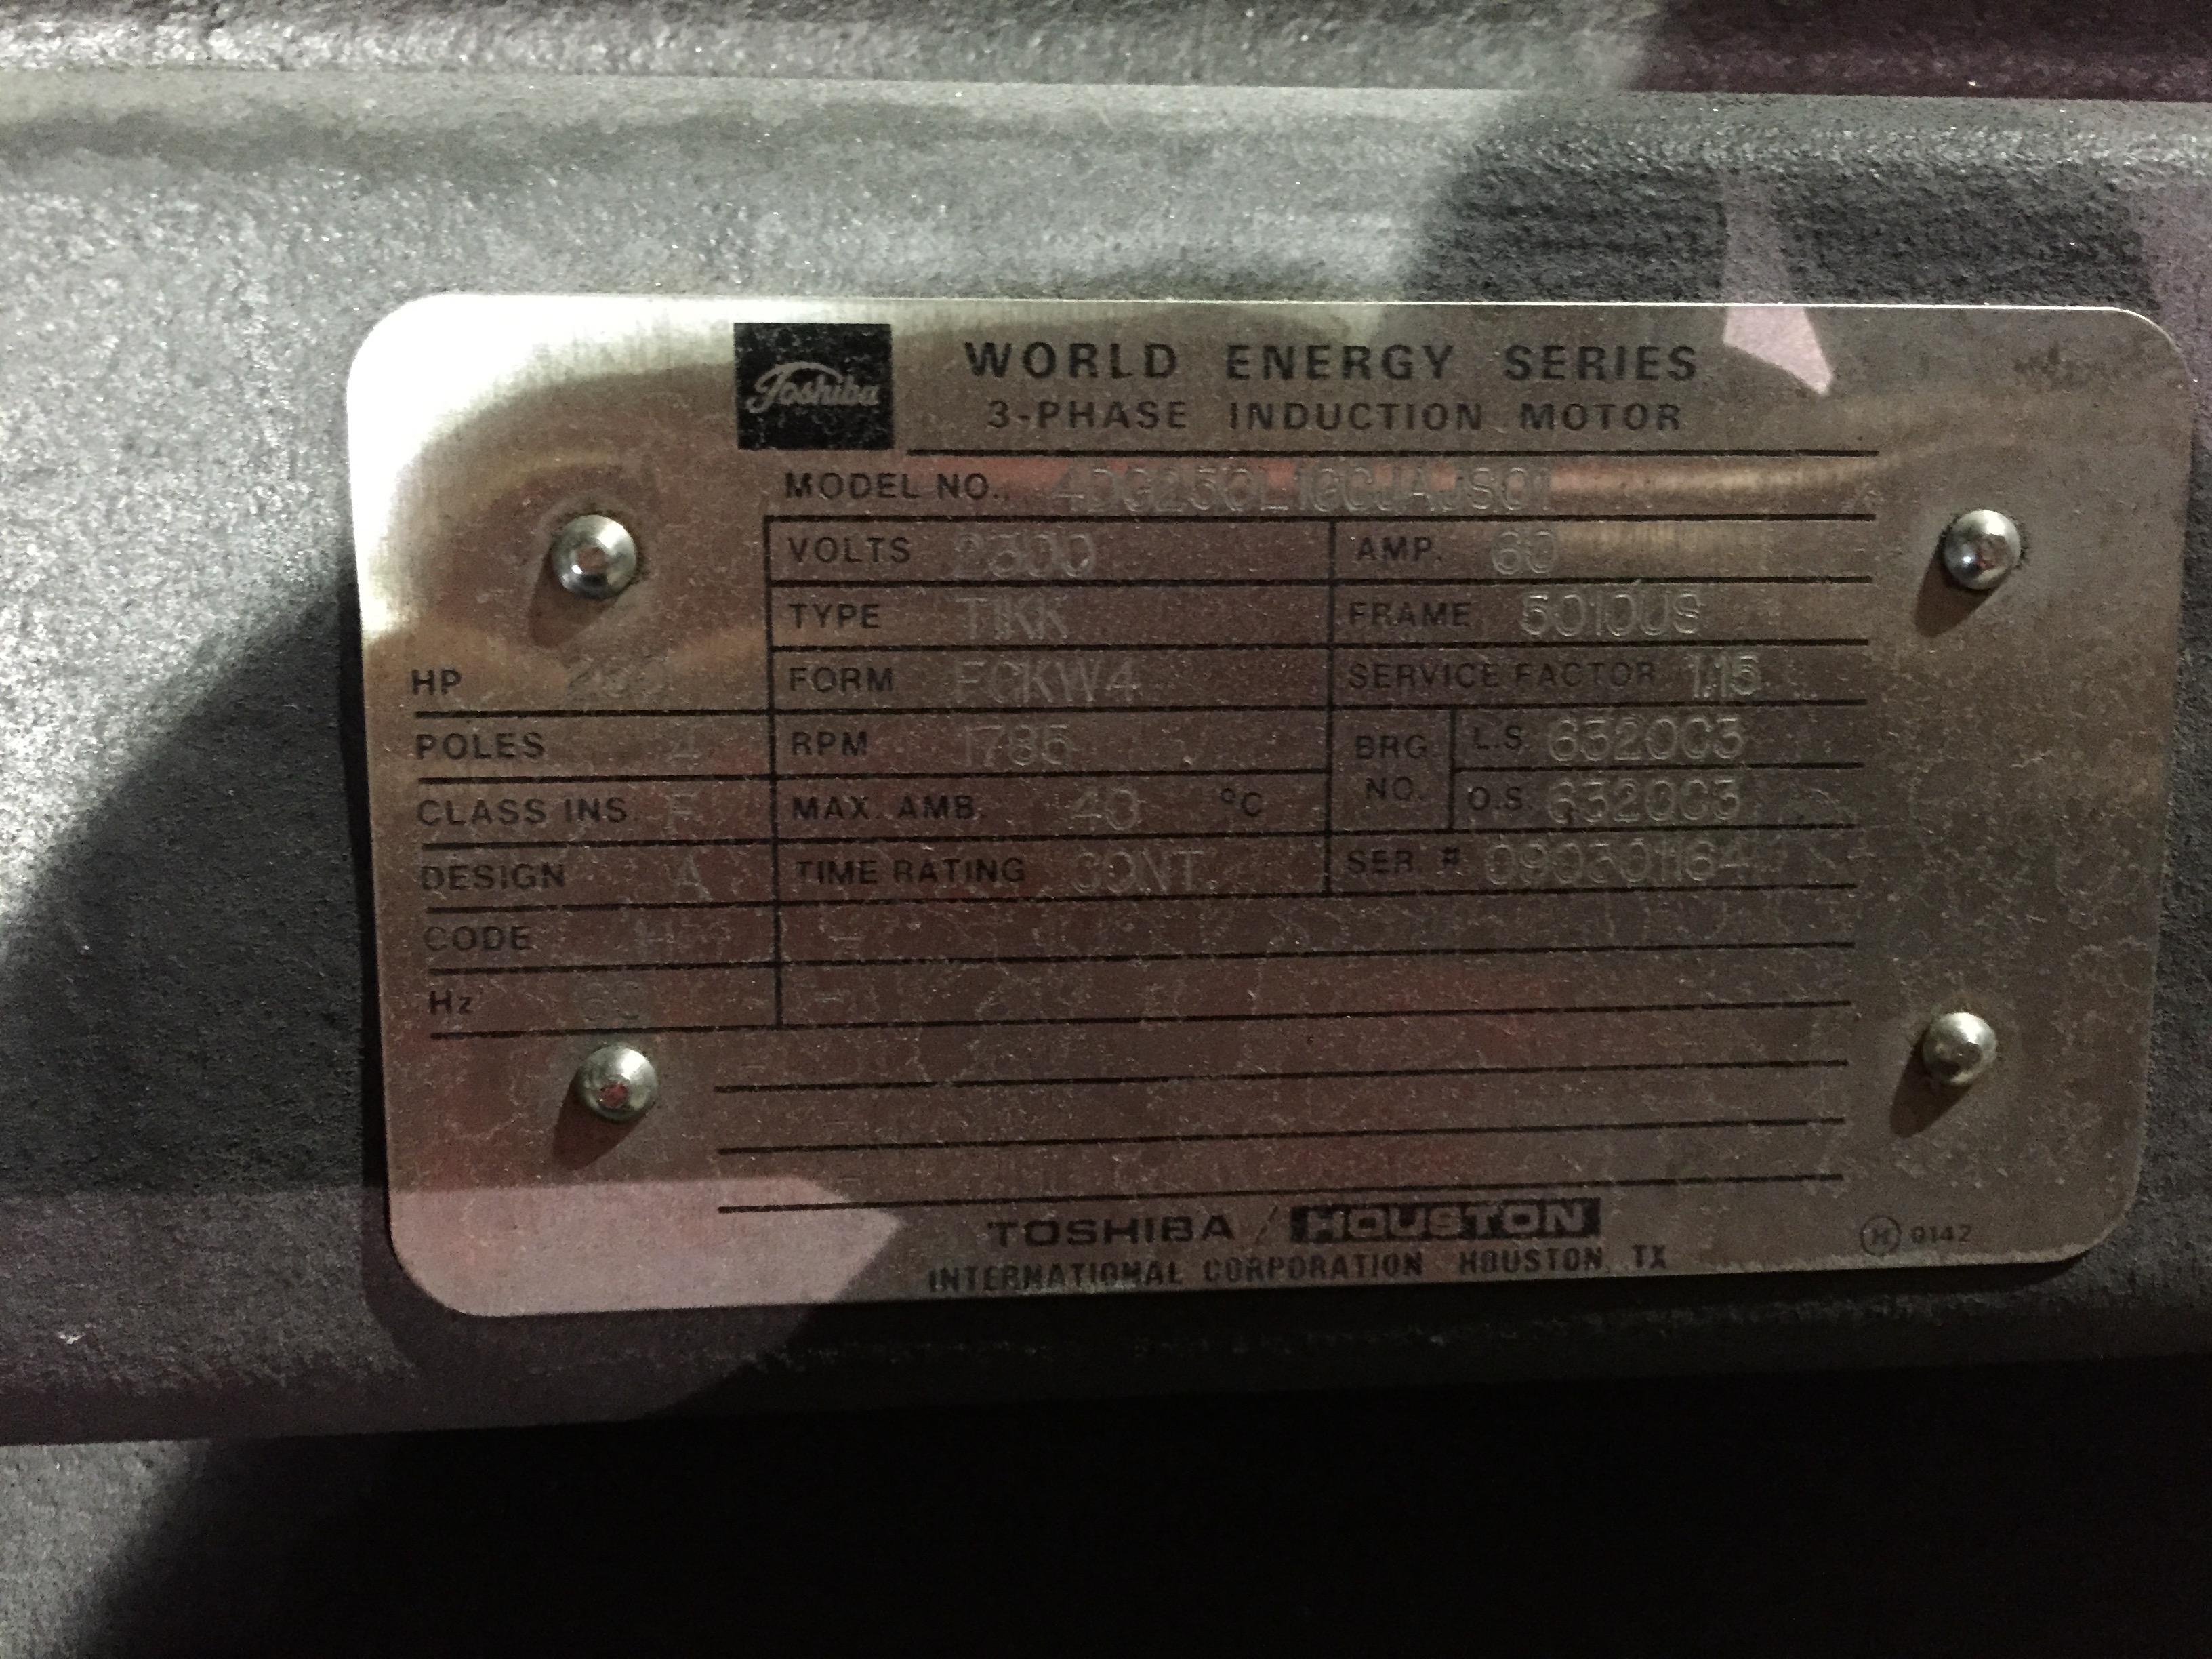 Toshiba
WORLD ENERGY SERIES
3-PHASE INDUCTION MOTOR
MODEL NO.
VOLTS 2300 AMP. 60
TYPE TIKK FRAME 5010US
HP FORM FCKW4 SERVICE FACTOR 1.15
POLES 4 RPM 1785 BRG. NO. L.S. 6320C3
CLASS INS. F MAX. AMB. 40 °C O.S. 6320C3
DESIGN A TIME RATING CONT. SER. # 090301164
CODE
Hz 60
TOSHIBA / HOUSTON
INTERNATIONAL CORPORATION HOUSTON, TX
H 0142